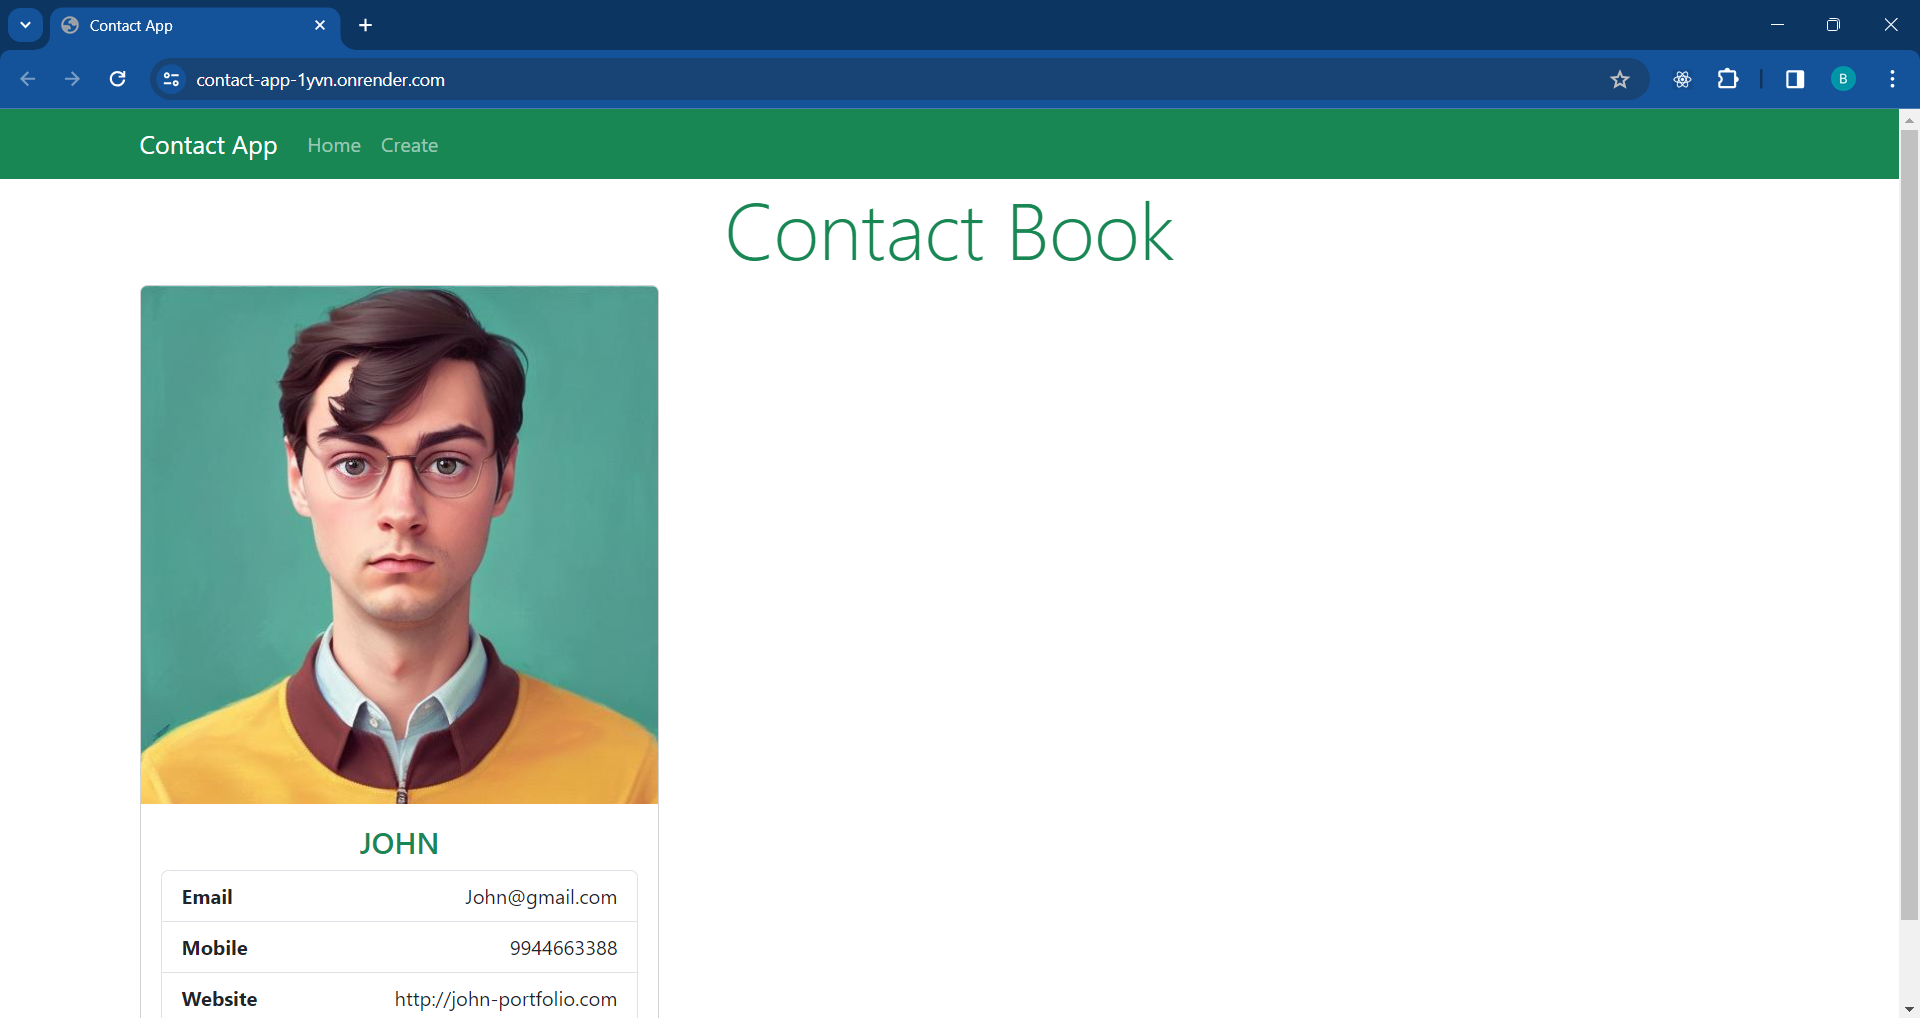 Contact App
contact-app-1yvn.onrender.com
B
Contact App Home Create
Contact Book
JOHN
Email John@gmail.com
Mobile 9944663388
Website http://john-portfolio.com